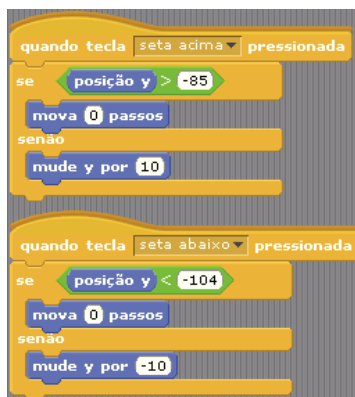 quando tecla seta acima pressionada
se posição y > -85
mova 0 passos
senão
mude y por 10
quando tecla seta abaixo pressionada
se posição y < -104
mova 0 passos
senão
mude y por -10